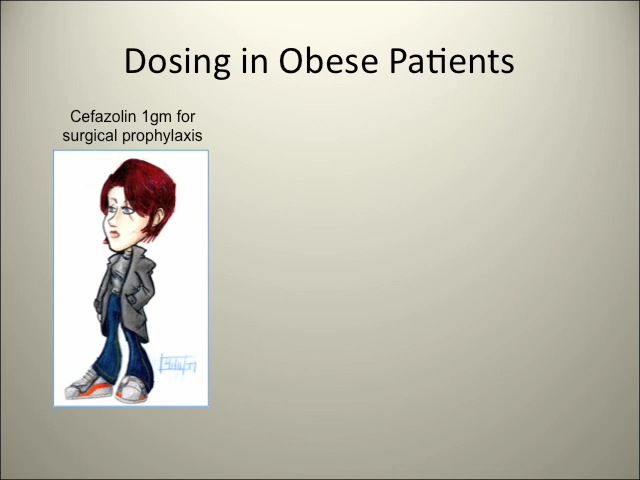 Dosing in Obese Patients
Cefazolin 1gm for
surgical prophylaxis